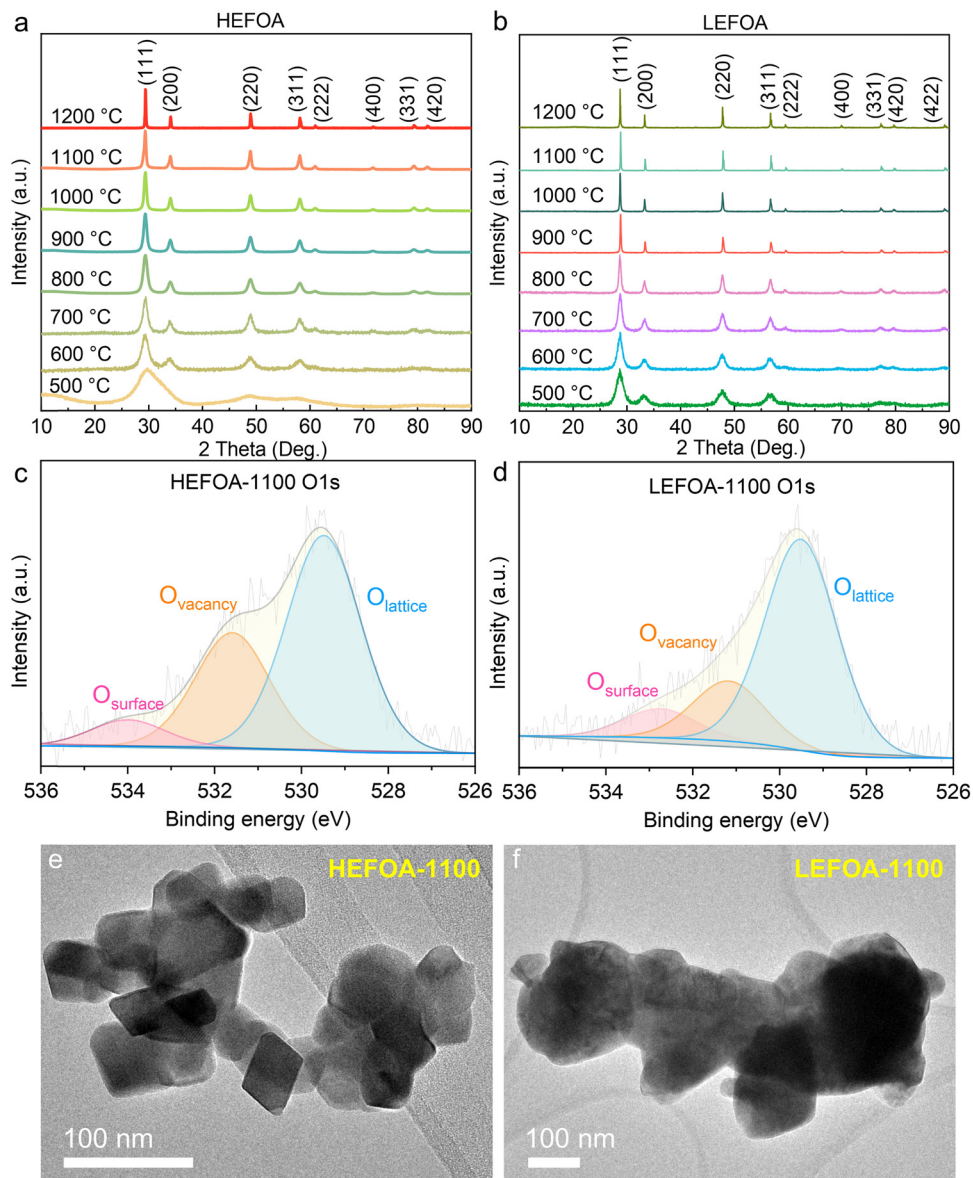 a
HEFOA
(111)
(200)
(220)
(311)
(222)
(400)
(331)
(420)
1200 °C
1100 °C
1000 °C
900 °C
800 °C
700 °C
600 °C
500 °C
Intensity (a.u.)
10 20 30 40 50 60 70 80 90
2 Theta (Deg.)
b
LEFOA
(111)
(200)
(220)
(311)
(222)
(400)
(331)
(420)
(422)
1200 °C
1100 °C
1000 °C
900 °C
800 °C
700 °C
600 °C
500 °C
Intensity (a.u.)
10 20 30 40 50 60 70 80 90
2 Theta (Deg.)
c
HEFOA-1100 O1s
Ovacancy
Olattice
Osurface
Intensity (a.u.)
536 534 532 530 528 526
Binding energy (eV)
d
LEFOA-1100 O1s
Olattice
Ovacancy
Osurface
Intensity (a.u.)
536 534 532 530 528 526
Binding energy (eV)
e
HEFOA-1100
100 nm
f
LEFOA-1100
100 nm